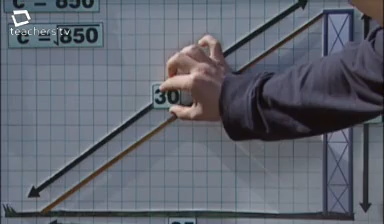 c = 850
c = √850
teachers tv
30